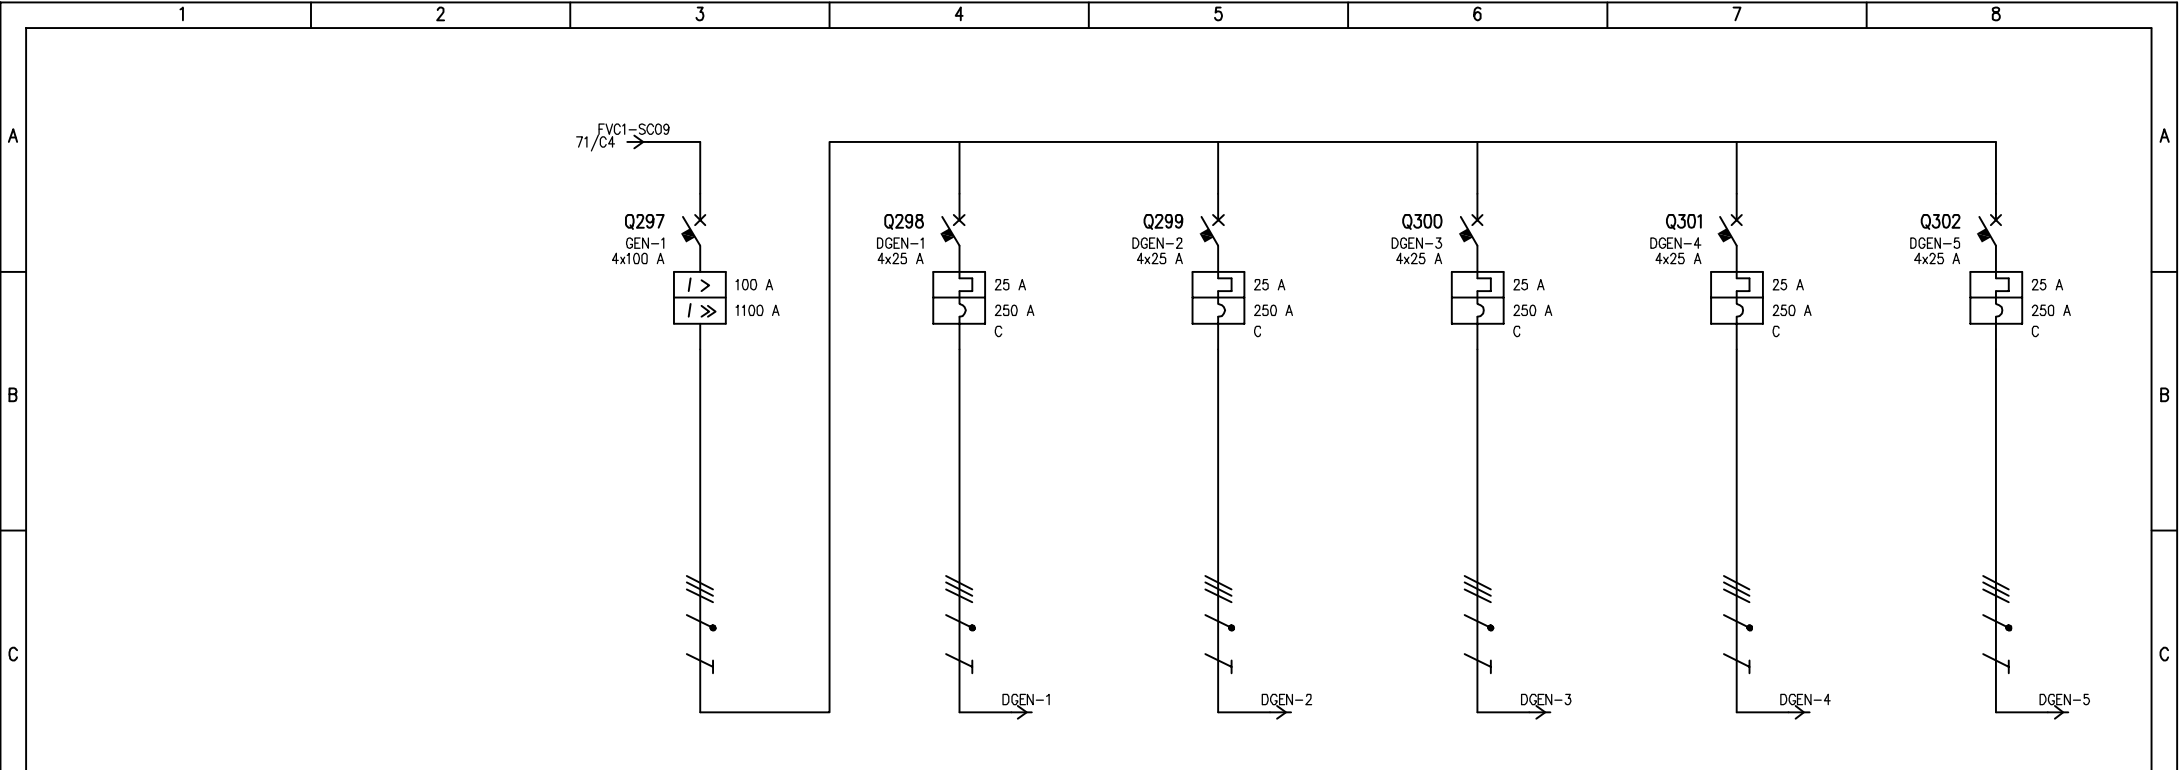 1 2 3 4 5 6 7 8
A A
FVC1-SC09
71/C4
Q297
GEN-1
4x100 A
100 A
1100 A
Q298
DGEN-1
4x25 A
25 A
250 A
C
Q299
DGEN-2
4x25 A
25 A
250 A
C
Q300
DGEN-3
4x25 A
25 A
250 A
C
Q301
DGEN-4
4x25 A
25 A
250 A
C
Q302
DGEN-5
4x25 A
25 A
250 A
C
B B
C C
DGEN-1 DGEN-2 DGEN-3 DGEN-4 DGEN-5